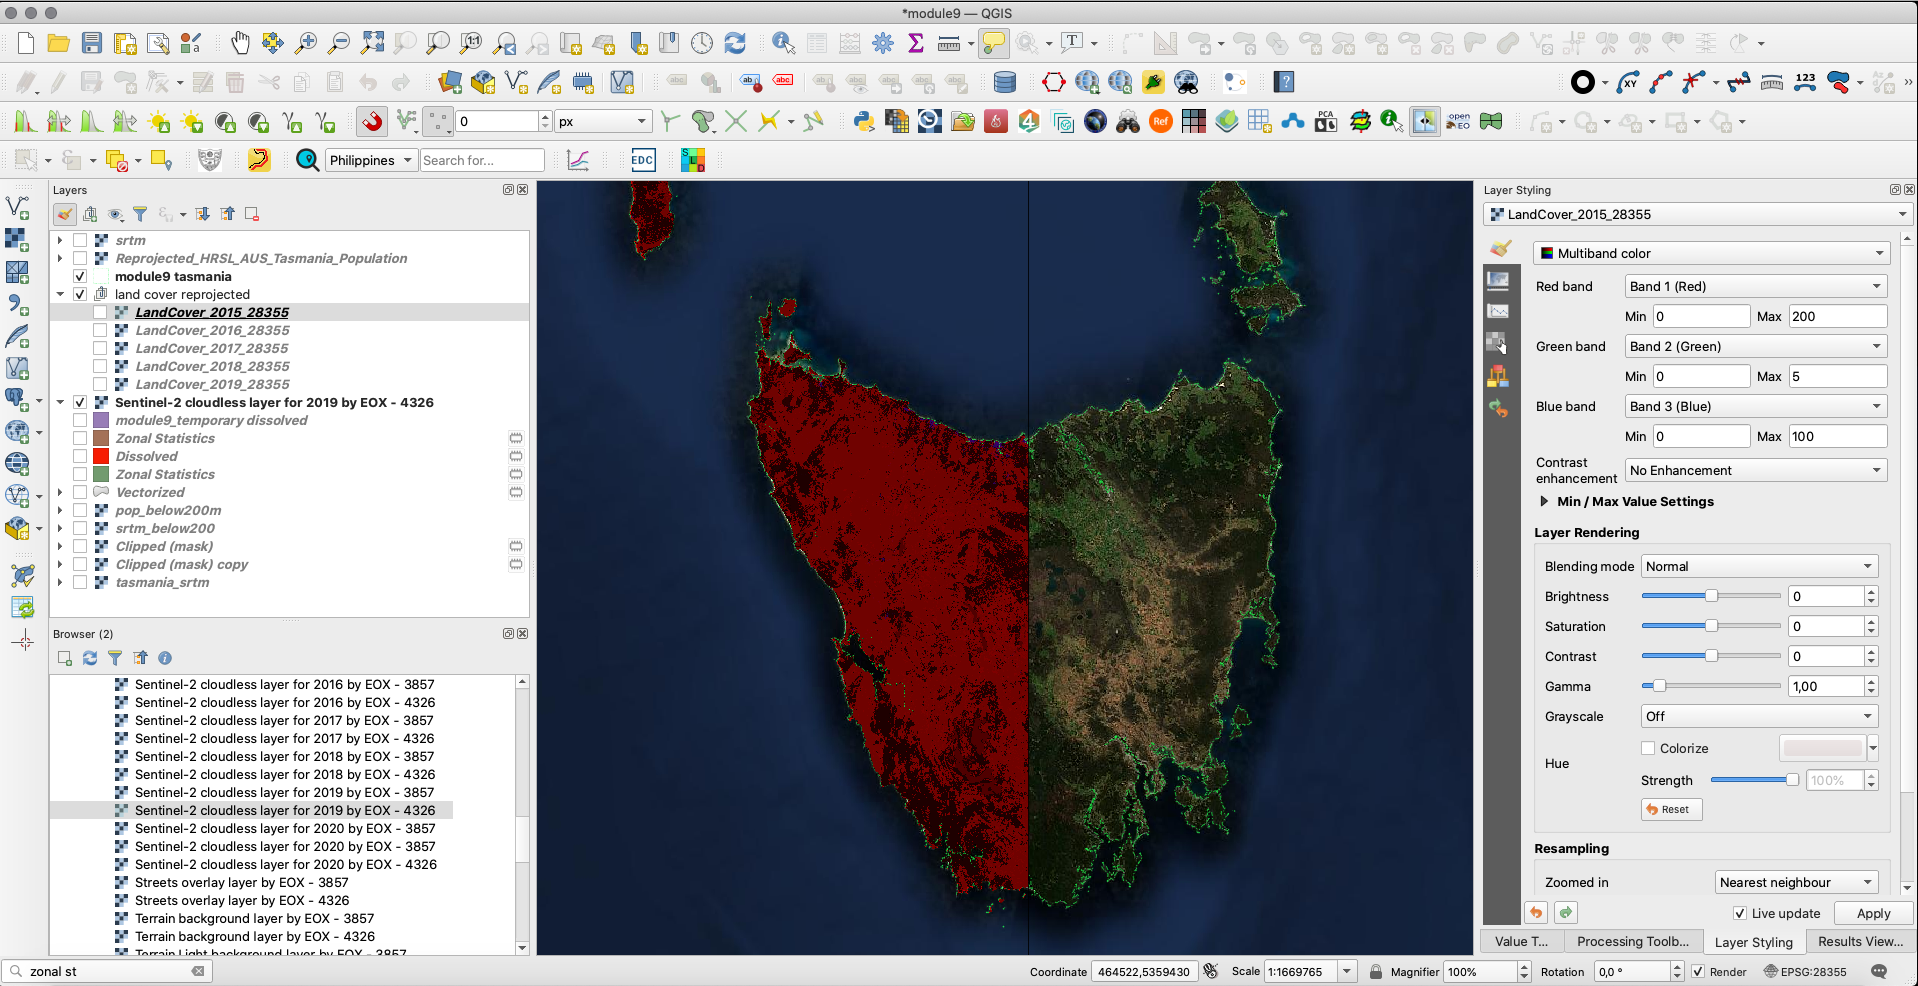 *module9 — QGIS
T
abc
ab
abc
abc
XY
123
0
px
Ref
PCA
open EO
Philippines
Search for...
EDC
Layers
srtm
Reprojected_HRSL_AUS_Tasmania_Population
module9 tasmania
land cover reprojected
LandCover_2015_28355
LandCover_2016_28355
LandCover_2017_28355
LandCover_2018_28355
LandCover_2019_28355
Sentinel-2 cloudless layer for 2019 by EOX - 4326
module9_temporary dissolved
Zonal Statistics
Dissolved
Zonal Statistics
Vectorized
pop_below200m
srtm_below200
Clipped (mask)
Clipped (mask) copy
tasmania_srtm
Browser (2)
Sentinel-2 cloudless layer for 2016 by EOX - 3857
Sentinel-2 cloudless layer for 2016 by EOX - 4326
Sentinel-2 cloudless layer for 2017 by EOX - 3857
Sentinel-2 cloudless layer for 2017 by EOX - 4326
Sentinel-2 cloudless layer for 2018 by EOX - 3857
Sentinel-2 cloudless layer for 2018 by EOX - 4326
Sentinel-2 cloudless layer for 2019 by EOX - 3857
Sentinel-2 cloudless layer for 2019 by EOX - 4326
Sentinel-2 cloudless layer for 2020 by EOX - 3857
Sentinel-2 cloudless layer for 2020 by EOX - 3857
Sentinel-2 cloudless layer for 2020 by EOX - 4326
Streets overlay layer by EOX - 3857
Streets overlay layer by EOX - 4326
Terrain background layer by EOX - 3857
Terrain background layer by EOX - 4326
Terrain Light background layer by EOX - 3857
Layer Styling
LandCover_2015_28355
Multiband color
Red band Band 1 (Red)
Min 0 Max 200
Green band Band 2 (Green)
Min 0 Max 5
Blue band Band 3 (Blue)
Min 0 Max 100
Contrast enhancement No Enhancement
Min / Max Value Settings
Layer Rendering
Blending mode Normal
Brightness 0
Saturation 0
Contrast 0
Gamma 1,00
Grayscale Off
Hue Colorize
Strength 100%
Reset
Resampling
Zoomed in Nearest neighbour
Live update Apply
Value T... Processing Toolb... Layer Styling Results View...
zonal st
Coordinate 464522,5359430 Scale 1:1669765 Magnifier 100% Rotation 0,0 ° Render EPSG:28355